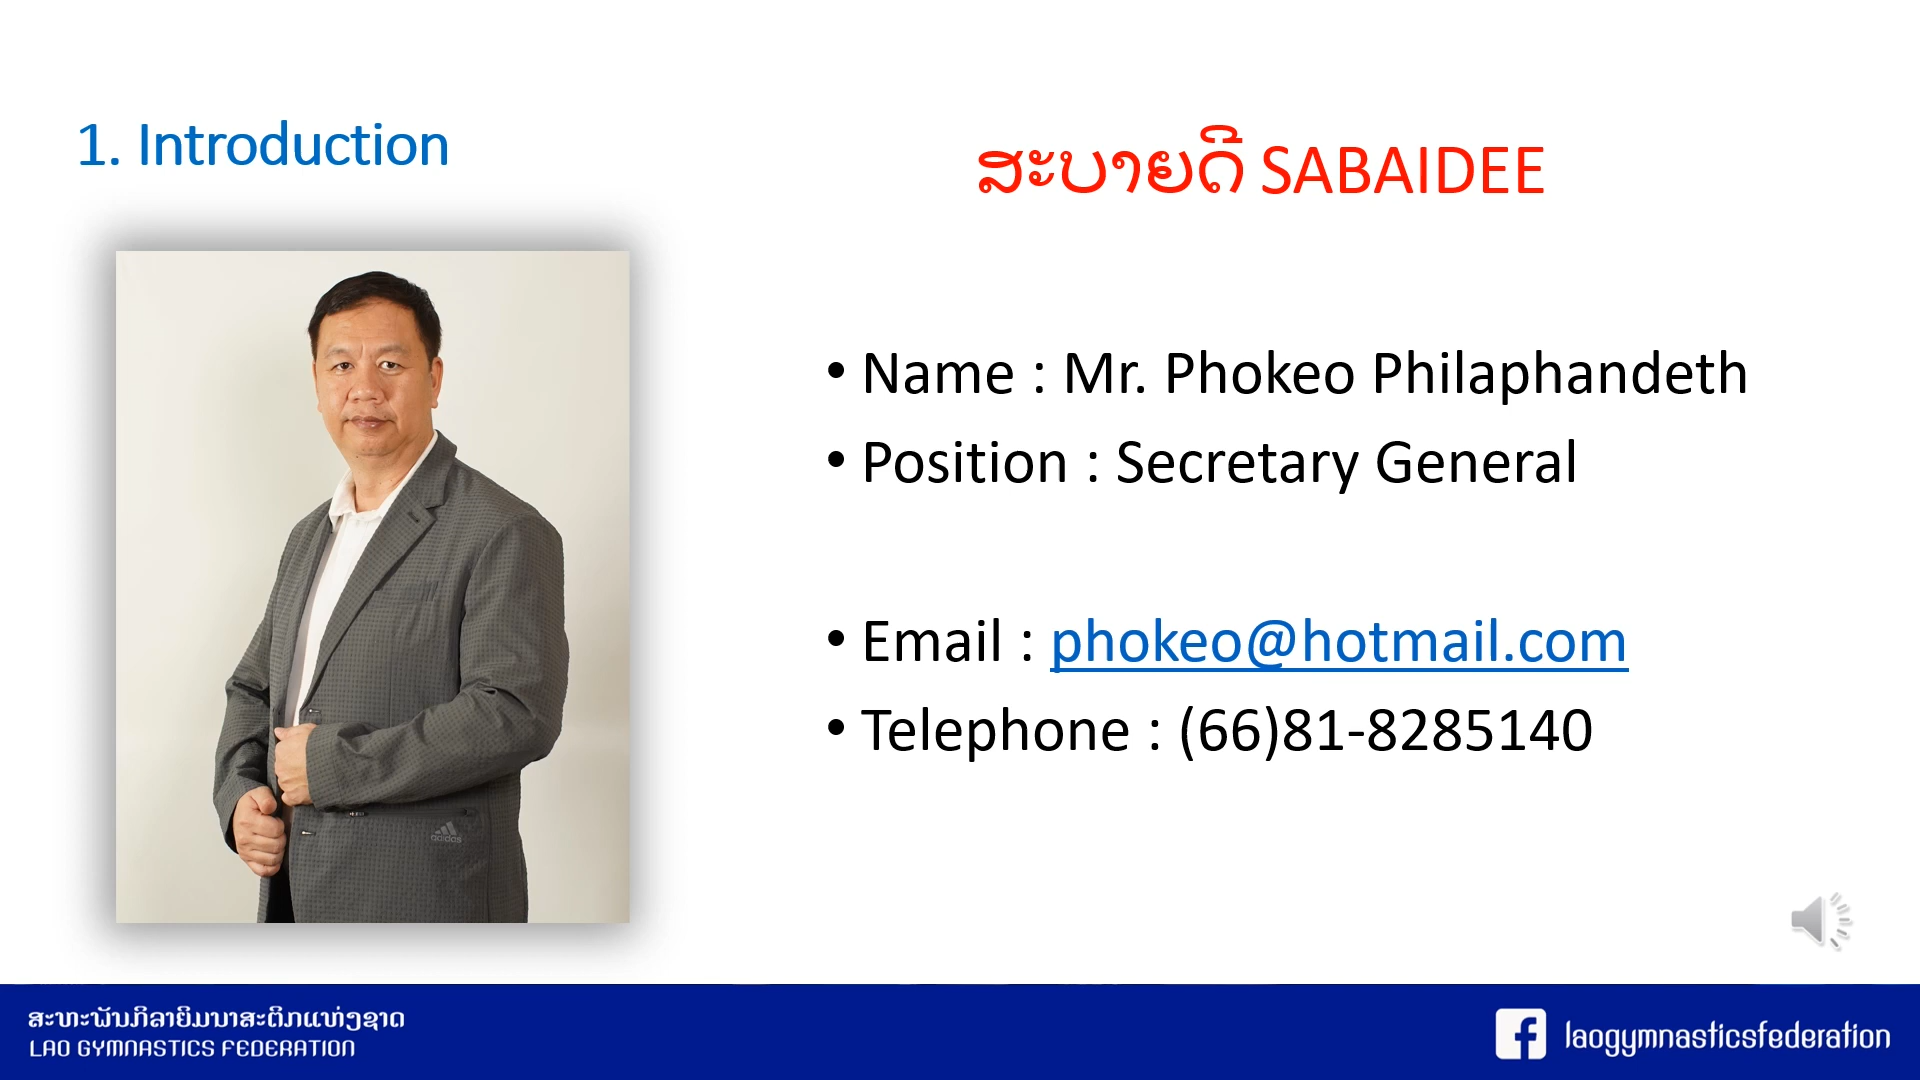 1. Introduction
ສະບາຍດີ SABAIDEE
• Name : Mr. Phokeo Philaphandeth
• Position : Secretary General
• Email : phokeo@hotmail.com
• Telephone : (66)81-8285140
adidas
ສະຫະພັນກິລາຍິມນາສະຕິກແຫ່ງຊາດ
LAO GYMNASTICS FEDERATION
laogymnasticsfederation